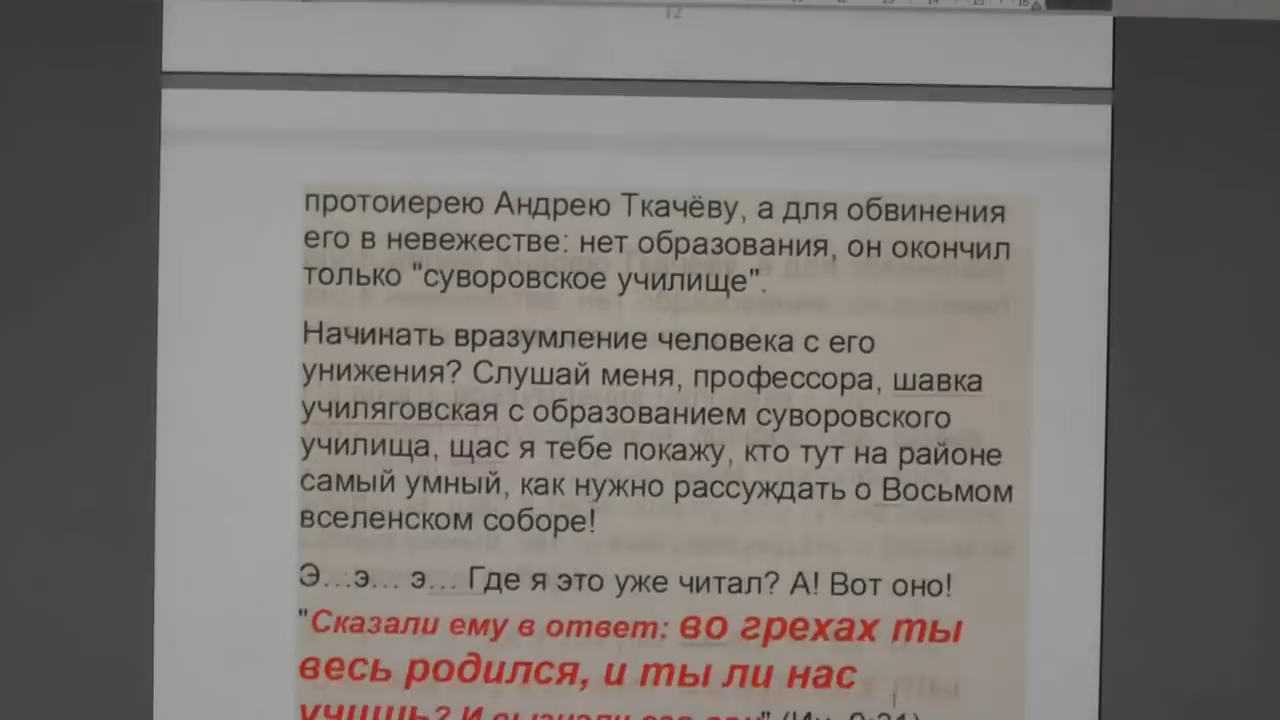 12
протоиерею Андрею Ткачёву, а для обвинения
его в невежестве: нет образования, он окончил
только "суворовское училище".
Начинать вразумление человека с его
унижения? Слушай меня, профессора, шавка
училяговская с образованием суворовского
училища, щас я тебе покажу, кто тут на районе
самый умный, как нужно рассуждать о Восьмом
вселенском соборе!
Э...э... э... Где я это уже читал? А! Вот оно!
"Сказали ему в ответ: во грехах ты
весь родился, и ты ли нас
учишь? И